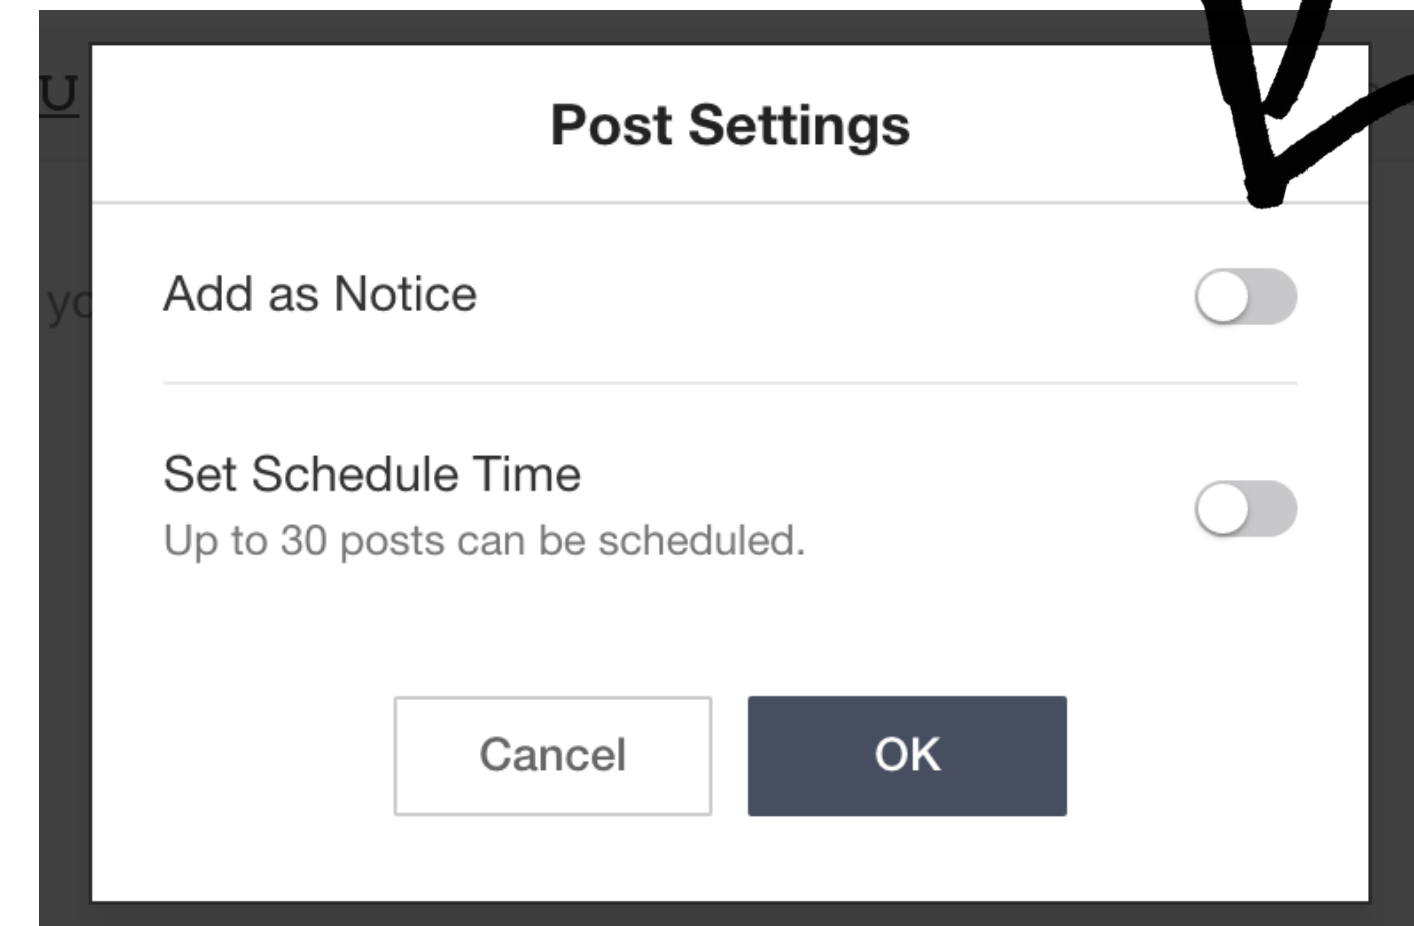 U
Post Settings
Add as Notice
Set Schedule Time
Up to 30 posts can be scheduled.
Cancel
OK